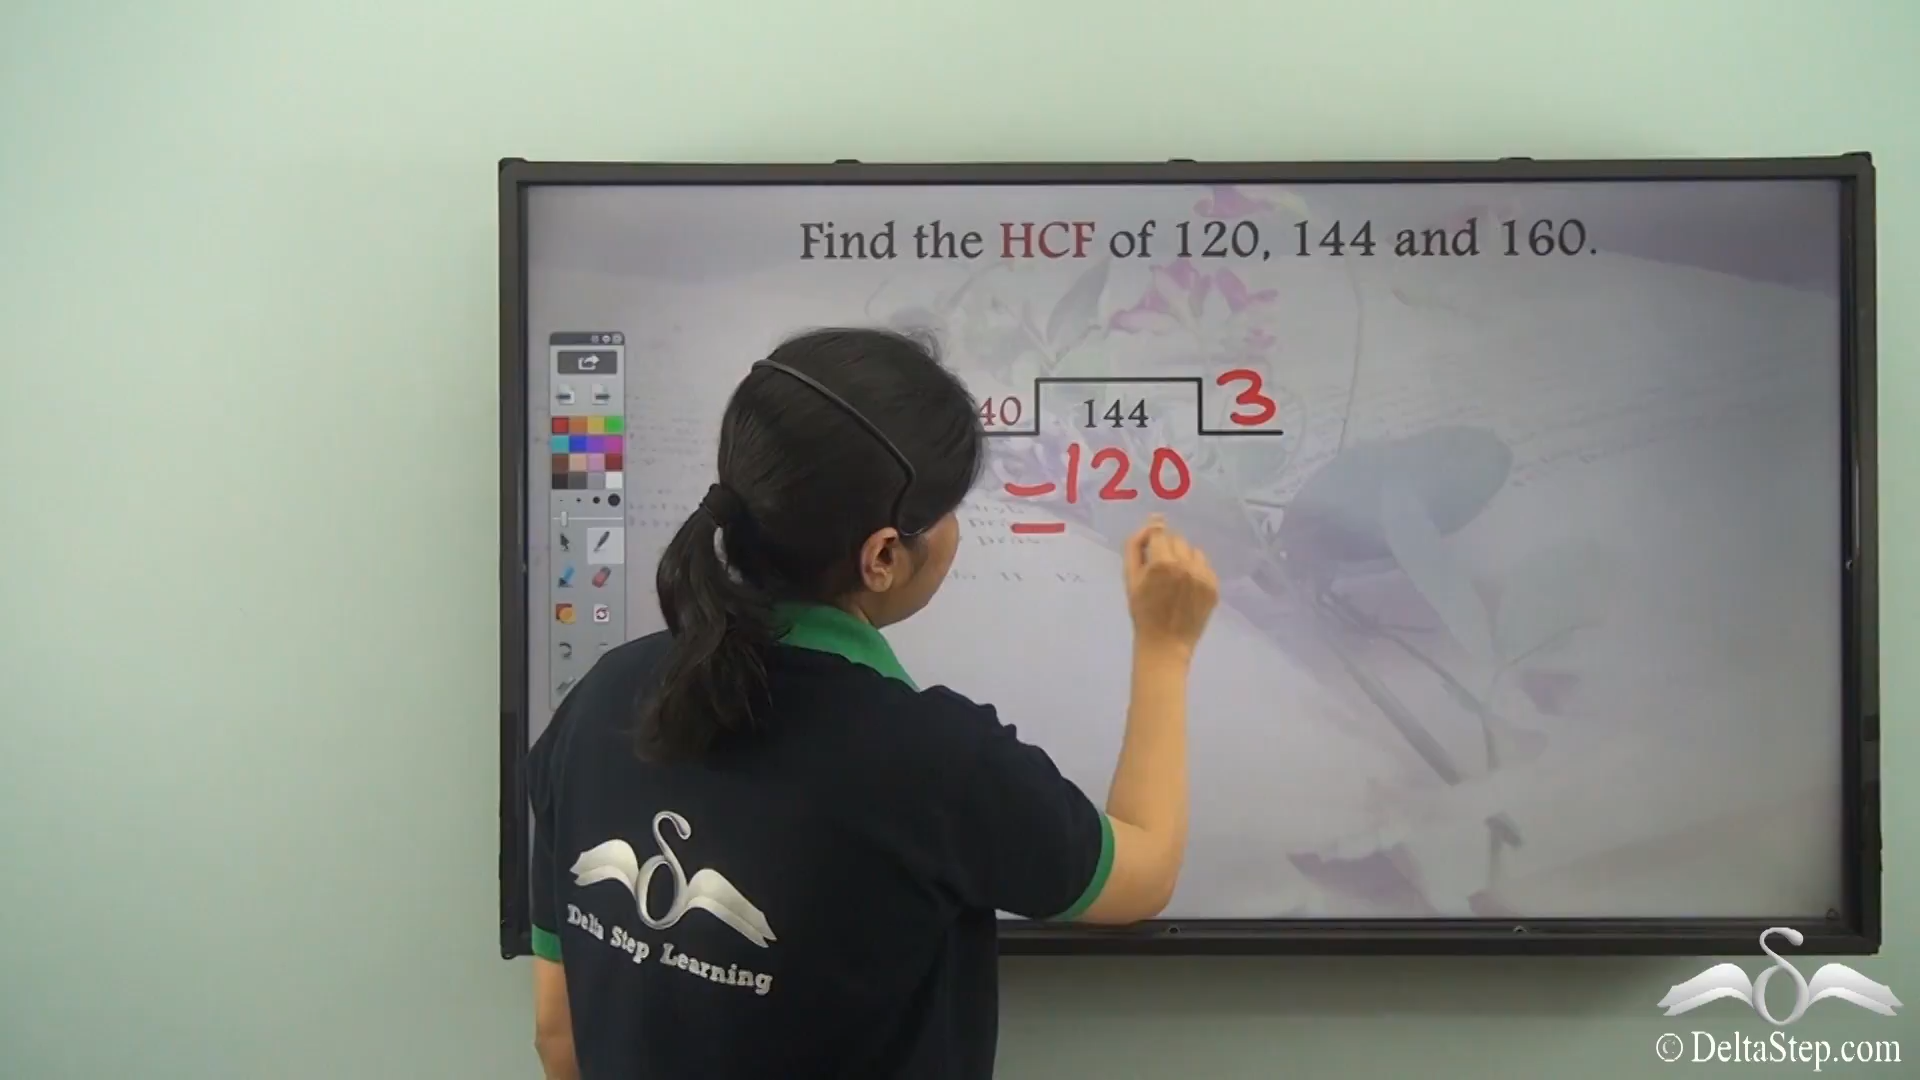 Find the HCF of 120, 144 and 160.
40 144 3
-120
Delta Step Learning
© DeltaStep.com